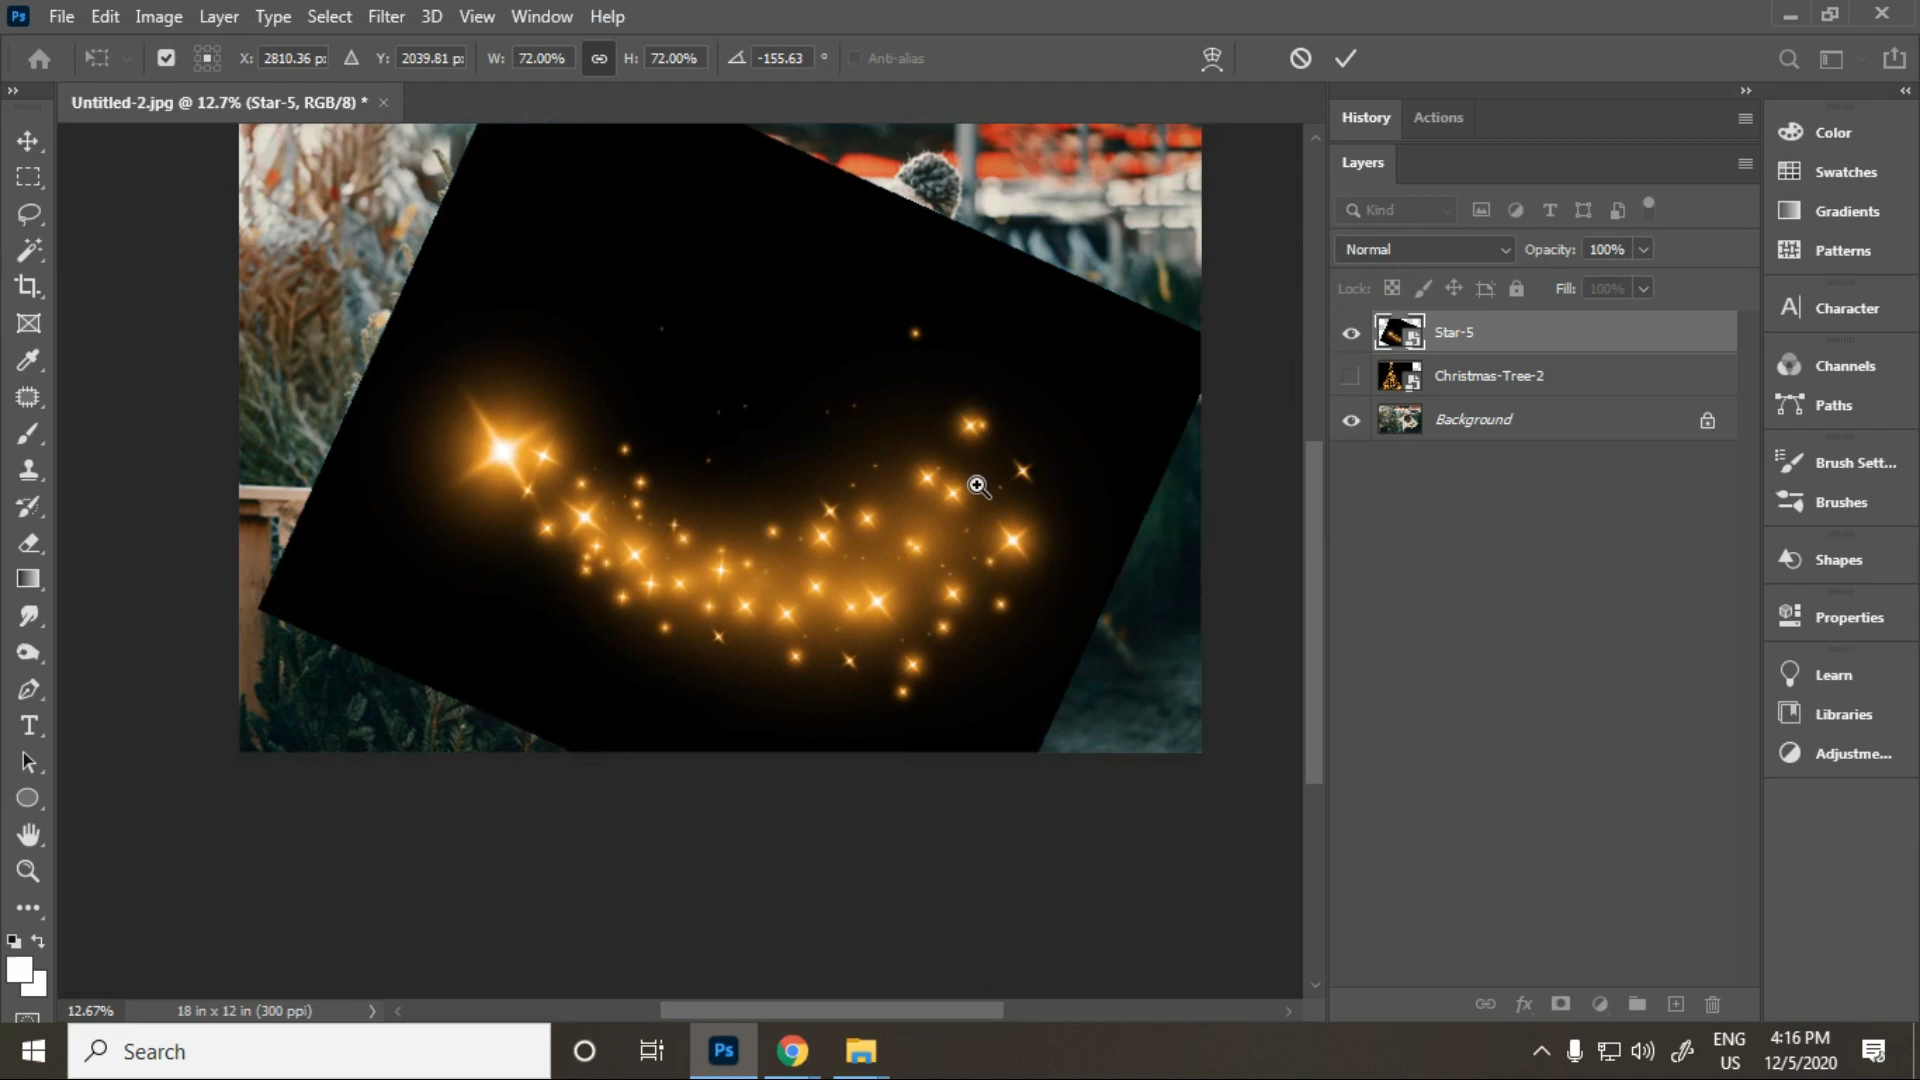 Ps File Edit Image Layer Type Select Filter 3D View Window Help
X: 2810.36 p: Y: 2039.81 p: W: 72.00% H: 72.00% -155.63 ° Anti-alias
Untitled-2.jpg @ 12.7% (Star-5, RGB/8) * ×
History Actions
Layers
Kind
Normal Opacity: 100%
Lock: Fill: 100%
Star-5
Christmas-Tree-2
Background
Color
Swatches
Gradients
Patterns
Character
Channels
Paths
Brush Sett...
Brushes
Shapes
Properties
Learn
Libraries
Adjustme...
12.67% 18 in x 12 in (300 ppi)
Search
Ps
ENG
US
4:16 PM
12/5/2020